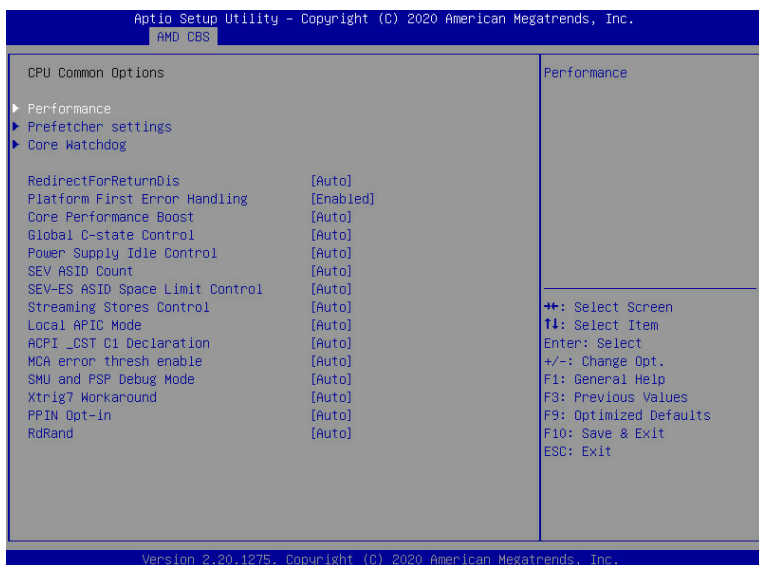 Aptio Setup Utility – Copyright (C) 2020 American Megatrends, Inc.
AMD CBS
CPU Common Options
Performance
Prefetcher settings
Core Watchdog
RedirectForReturnDis [Auto]
Platform First Error Handling [Enabled]
Core Performance Boost [Auto]
Global C-state Control [Auto]
Power Supply Idle Control [Auto]
SEV ASID Count [Auto]
SEV-ES ASID Space Limit Control [Auto]
Streaming Stores Control [Auto]
Local APIC Mode [Auto]
ACPI _CST C1 Declaration [Auto]
MCA error thresh enable [Auto]
SMU and PSP Debug Mode [Auto]
Xtrig7 Workaround [Auto]
PPIN Opt-in [Auto]
RdRand [Auto]
Performance
→←: Select Screen
↑↓: Select Item
Enter: Select
+/-: Change Opt.
F1: General Help
F3: Previous Values
F9: Optimized Defaults
F10: Save & Exit
ESC: Exit
Version 2.20.1275. Copyright (C) 2020 American Megatrends, Inc.